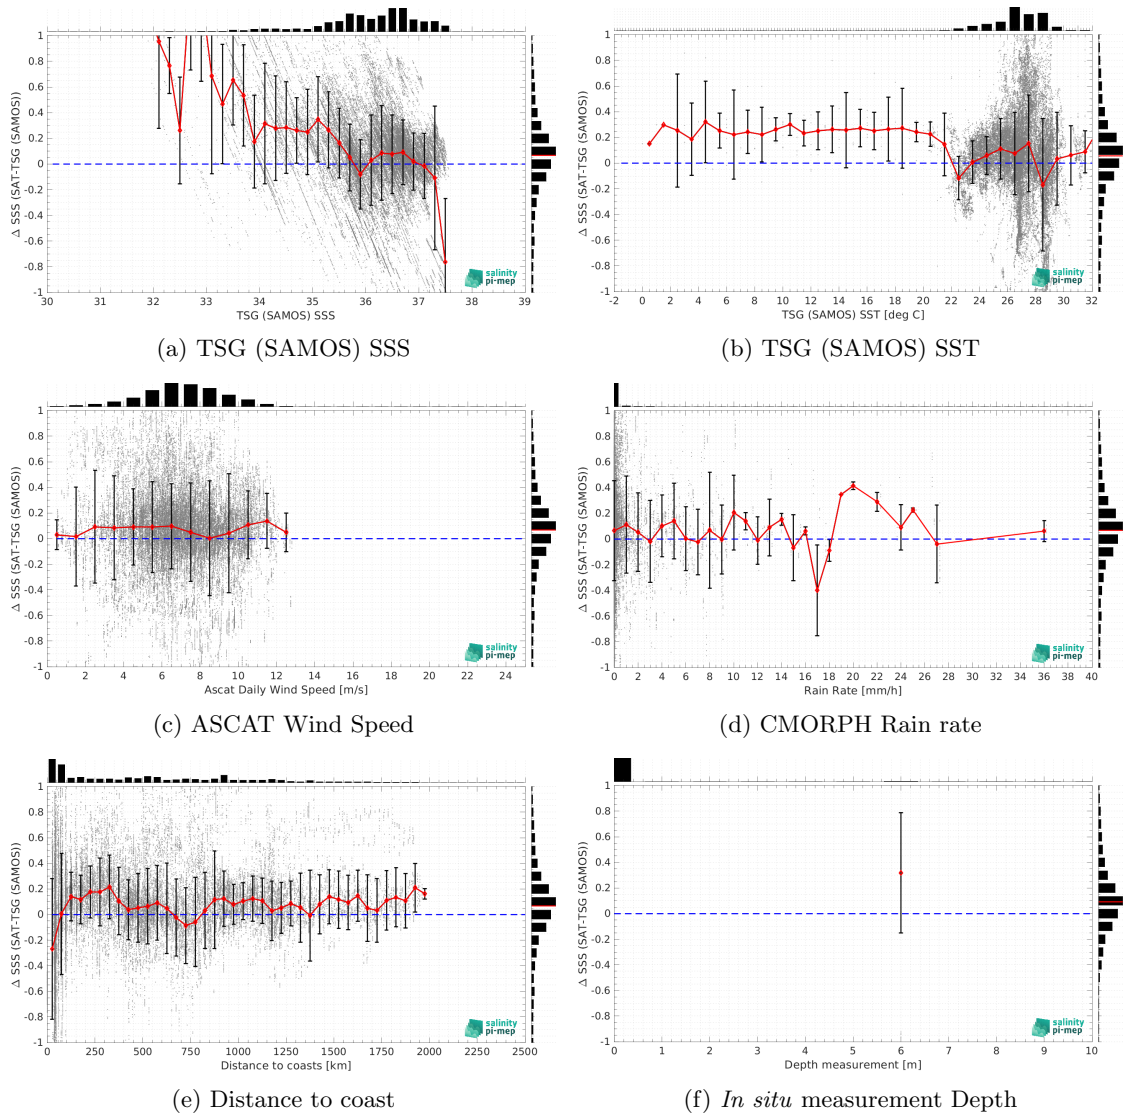 1
0.8
0.6
0.4
0.2
0
-0.2
-0.4
-0.6
-0.8
-1
Δ SSS (SAT-TSG (SAMOS))
30 31 32 33 34 35 36 37 38 39
TSG (SAMOS) SSS
salinity
pi-mep
(a) TSG (SAMOS) SSS
1
0.8
0.6
0.4
0.2
0
-0.2
-0.4
-0.6
-0.8
-1
Δ SSS (SAT-TSG (SAMOS))
-2 0 2 4 6 8 10 12 14 16 18 20 22 24 26 28 30 32
TSG (SAMOS) SST [deg C]
salinity
pi-mep
(b) TSG (SAMOS) SST
1
0.8
0.6
0.4
0.2
0
-0.2
-0.4
-0.6
-0.8
-1
Δ SSS (SAT-TSG (SAMOS))
0 2 4 6 8 10 12 14 16 18 20 22 24
Ascat Daily Wind Speed [m/s]
salinity
pi-mep
(c) ASCAT Wind Speed
1
0.8
0.6
0.4
0.2
0
-0.2
-0.4
-0.6
-0.8
-1
Δ SSS (SAT-TSG (SAMOS))
0 2 4 6 8 10 12 14 16 18 20 22 24 26 28 30 32 34 36 38 40
Rain Rate [mm/h]
salinity
pi-mep
(d) CMORPH Rain rate
1
0.8
0.6
0.4
0.2
0
-0.2
-0.4
-0.6
-0.8
-1
Δ SSS (SAT-TSG (SAMOS))
0 250 500 750 1000 1250 1500 1750 2000 2250 2500
Distance to coasts [km]
salinity
pi-mep
(e) Distance to coast
1
0.8
0.6
0.4
0.2
0
-0.2
-0.4
-0.6
-0.8
-1
Δ SSS (SAT-TSG (SAMOS))
0 1 2 3 4 5 6 7 8 9 10
Depth measurement [m]
salinity
pi-mep
(f) In situ measurement Depth